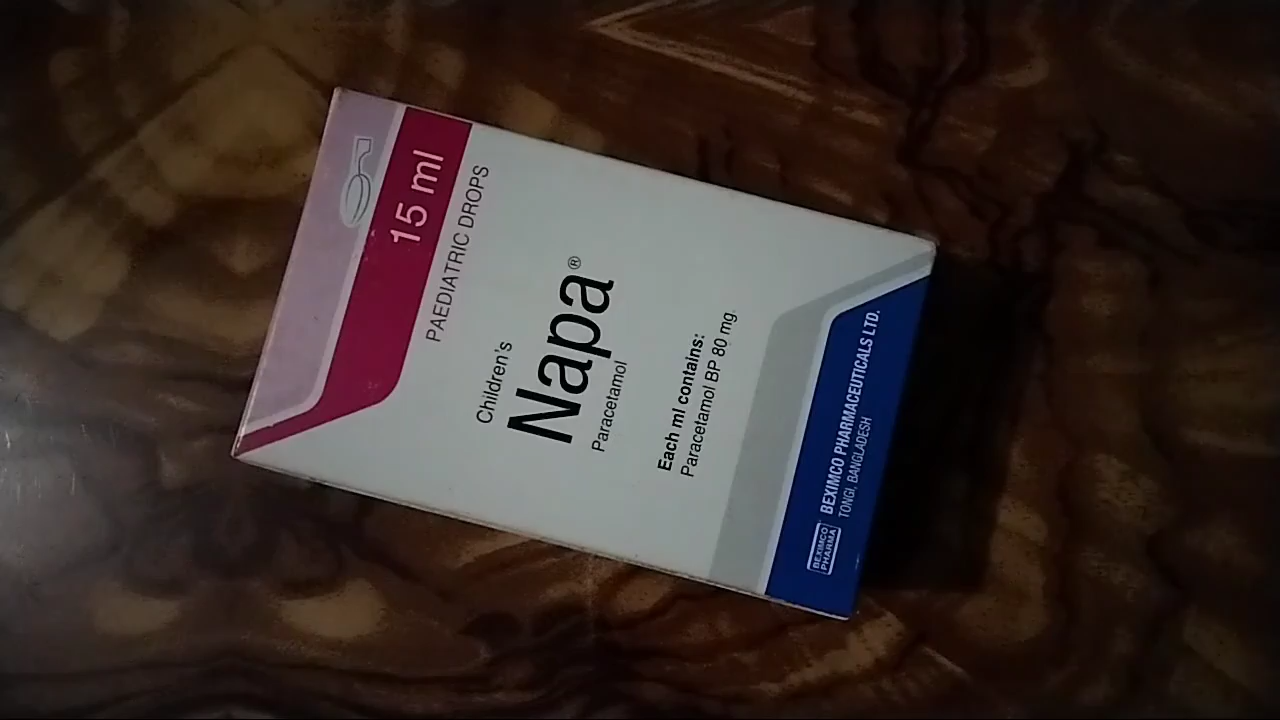 15 ml
PAEDIATRIC DROPS
Children's
Napa®
Paracetamol
Each ml contains:
Paracetamol BP 80 mg.
BEXIMCO
PHARMA
BEXIMCO PHARMACEUTICALS LTD.
TONGI, BANGLADESH